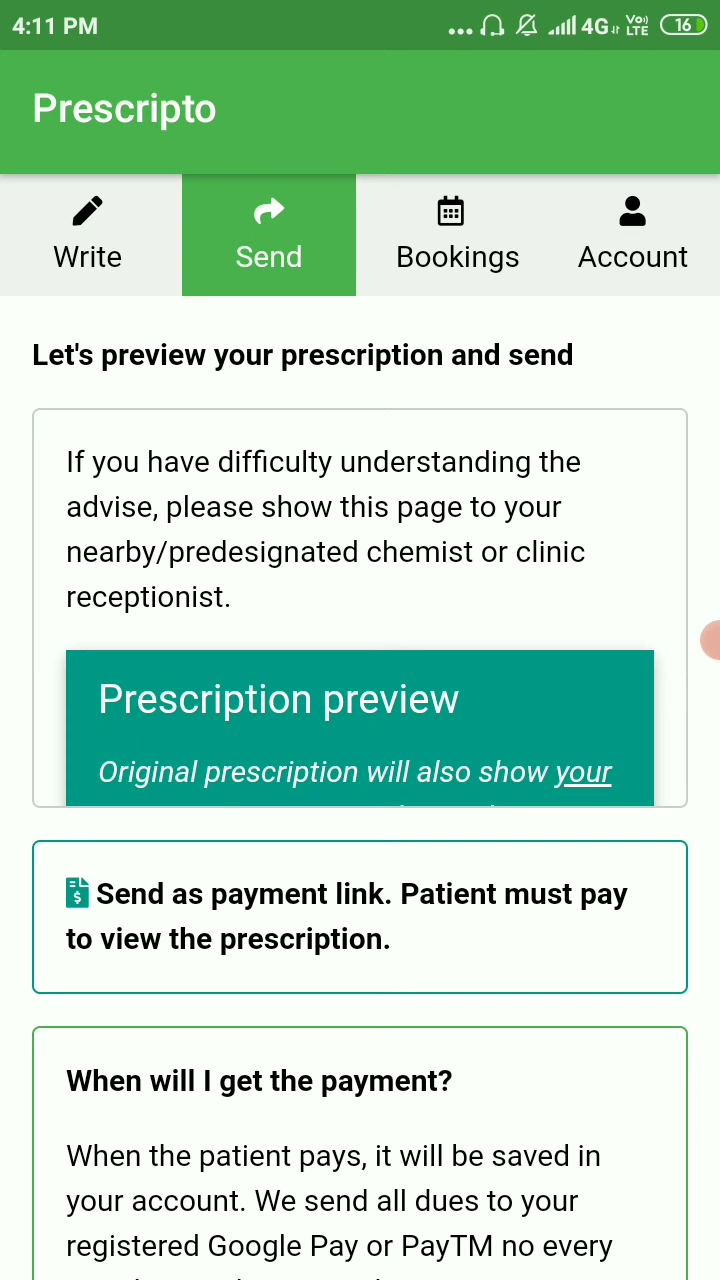 4:11 PM
4G
Vo))
LTE
16
Prescripto
Write
Send
Bookings
Account
Let's preview your prescription and send
If you have difficulty understanding the
advise, please show this page to your
nearby/predesignated chemist or clinic
receptionist.
Prescription preview
Original prescription will also show your
Send as payment link. Patient must pay
to view the prescription.
When will I get the payment?
When the patient pays, it will be saved in
your account. We send all dues to your
registered Google Pay or PayTM no every